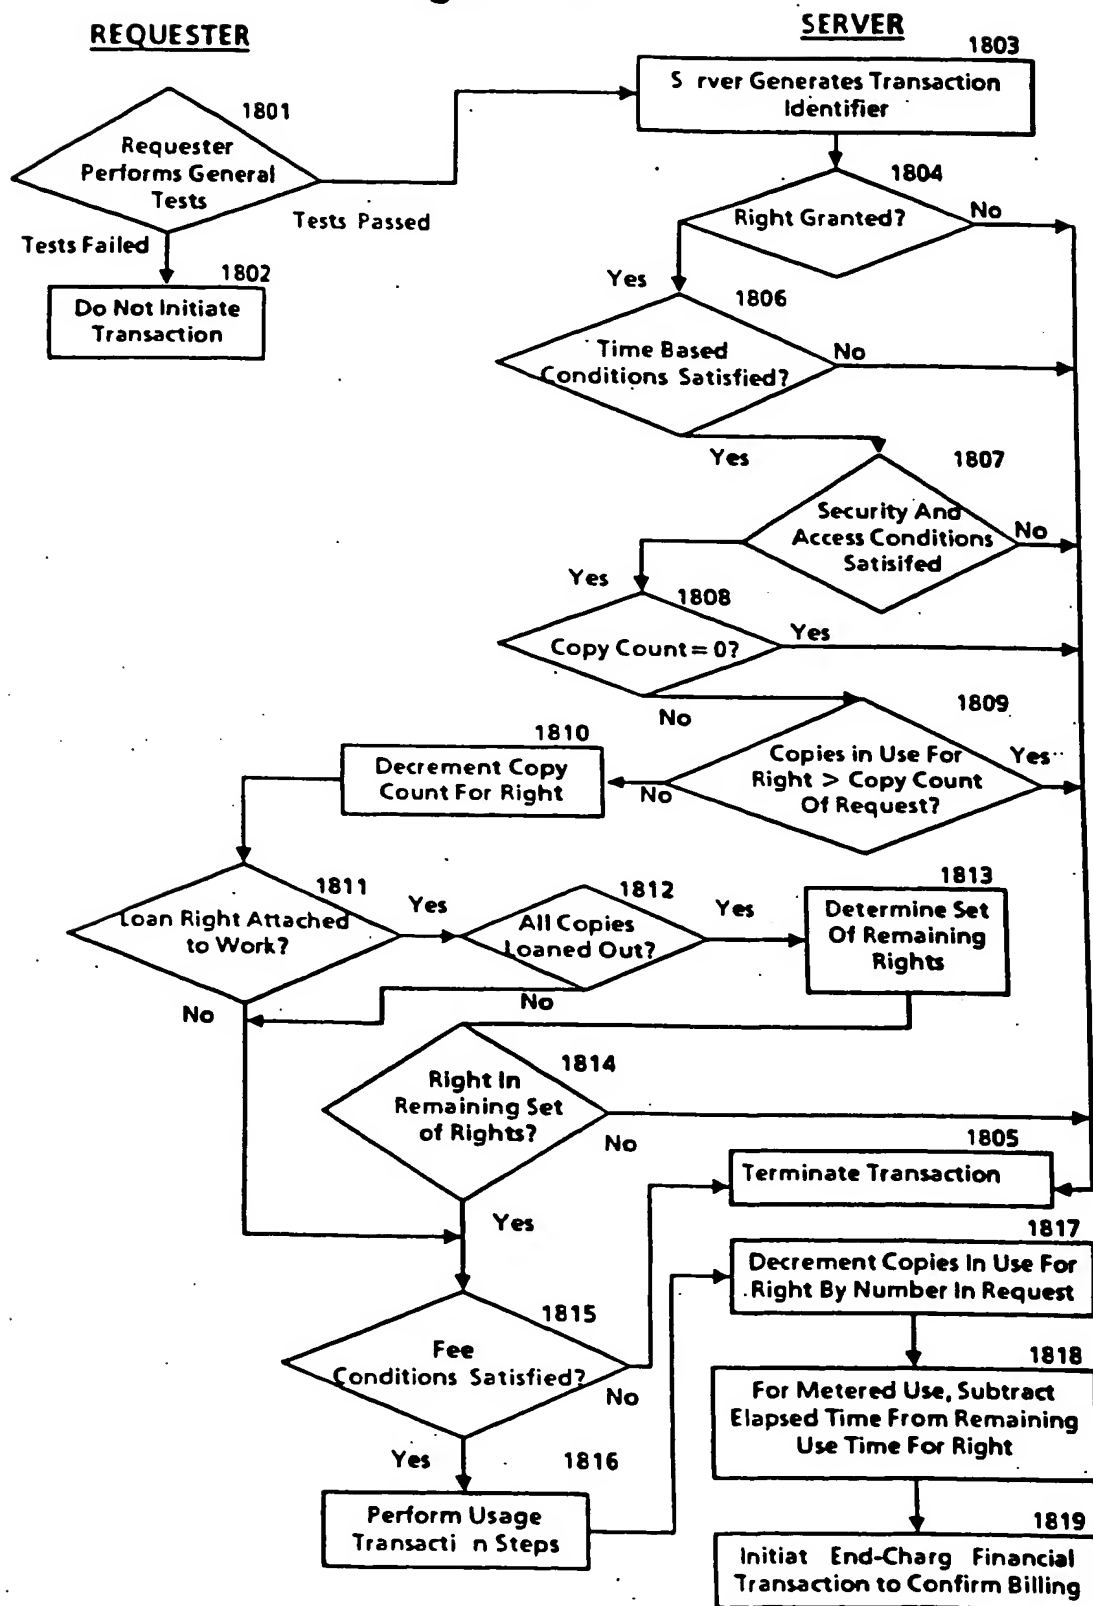 REQUESTER
SERVER
1803
S rver Generates Transaction
Identifier
1801
Requester
Performs General
Tests
Tests Passed
Tests Failed
1802
Do Not Initiate
Transaction
1804
Right Granted?
No
Yes
1806
Time Based
Conditions Satisfied?
No
Yes
1807
Security And
Access Conditions
Satisifed
No
Yes
1808
Copy Count = 0?
Yes
No
1809
Copies in Use For
Right > Copy Count
Of Request?
Yes
No
1810
Decrement Copy
Count For Right
1811
Loan Right Attached
to Work?
Yes
No
1812
All Copies
Loaned Out?
Yes
No
1813
Determine Set
Of Remaining
Rights
1814
Right In
Remaining Set
of Rights?
No
Yes
1805
Terminate Transaction
1815
Fee
Conditions Satisfied?
No
Yes
1816
Perform Usage
Transacti n Steps
1817
Decrement Copies In Use For
Right By Number In Request
1818
For Metered Use, Subtract
Elapsed Time From Remaining
Use Time For Right
1819
Initiat End-Charg Financial
Transaction to Confirm Billing